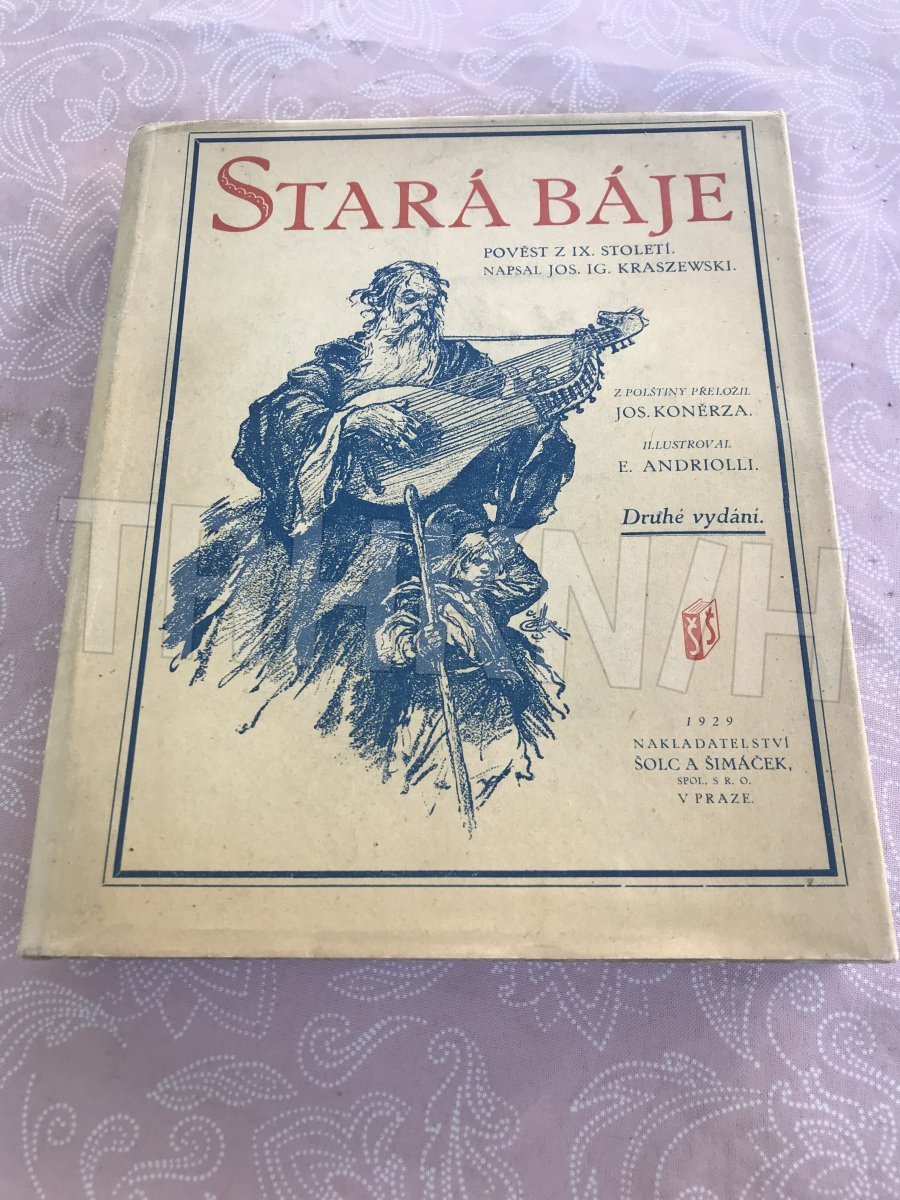 STARÁ BÁJE
POVĚST Z IX. STOLETÍ.
NAPSAL JOS. IG. KRASZEWSKI.
Z POLŠTINY PŘELOŽIL
JOS. KONĚRZA.
ILLUSTROVAL
E. ANDRIOLLI.
Druhé vydání.
Š Š
1929
NAKLADATELSTVÍ
ŠOLC A ŠIMÁČEK,
SPOL. S R. O.
V PRAZE.